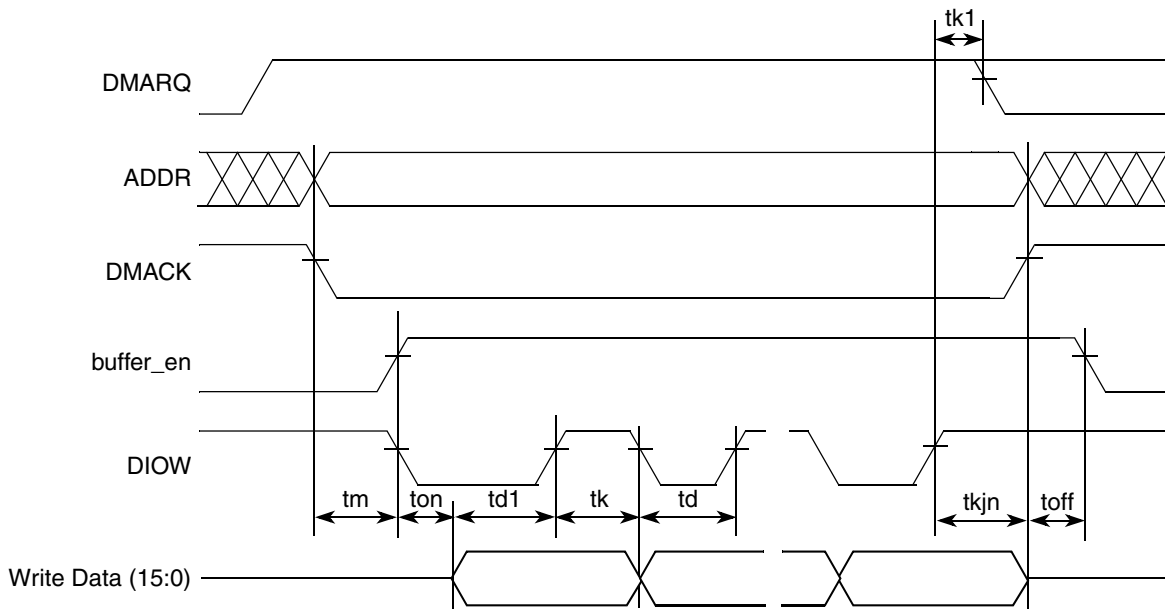 tk1
DMARQ
ADDR
DMACK
buffer_en
DIOW
tm
ton
td1
tk
td
tkjn
toff
Write Data (15:0)